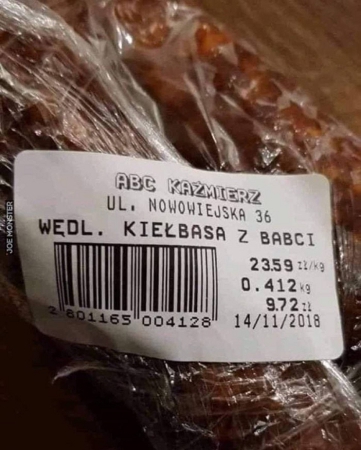 ABC KAŹMIERZ
UL. NOWOWIEJSKA 36
WĘDL. KIEŁBASA Z BABCI
23.59 zł/kg
0.412 kg
9.72 zł
2 801165 004128
14/11/2018
JOE MONSTER